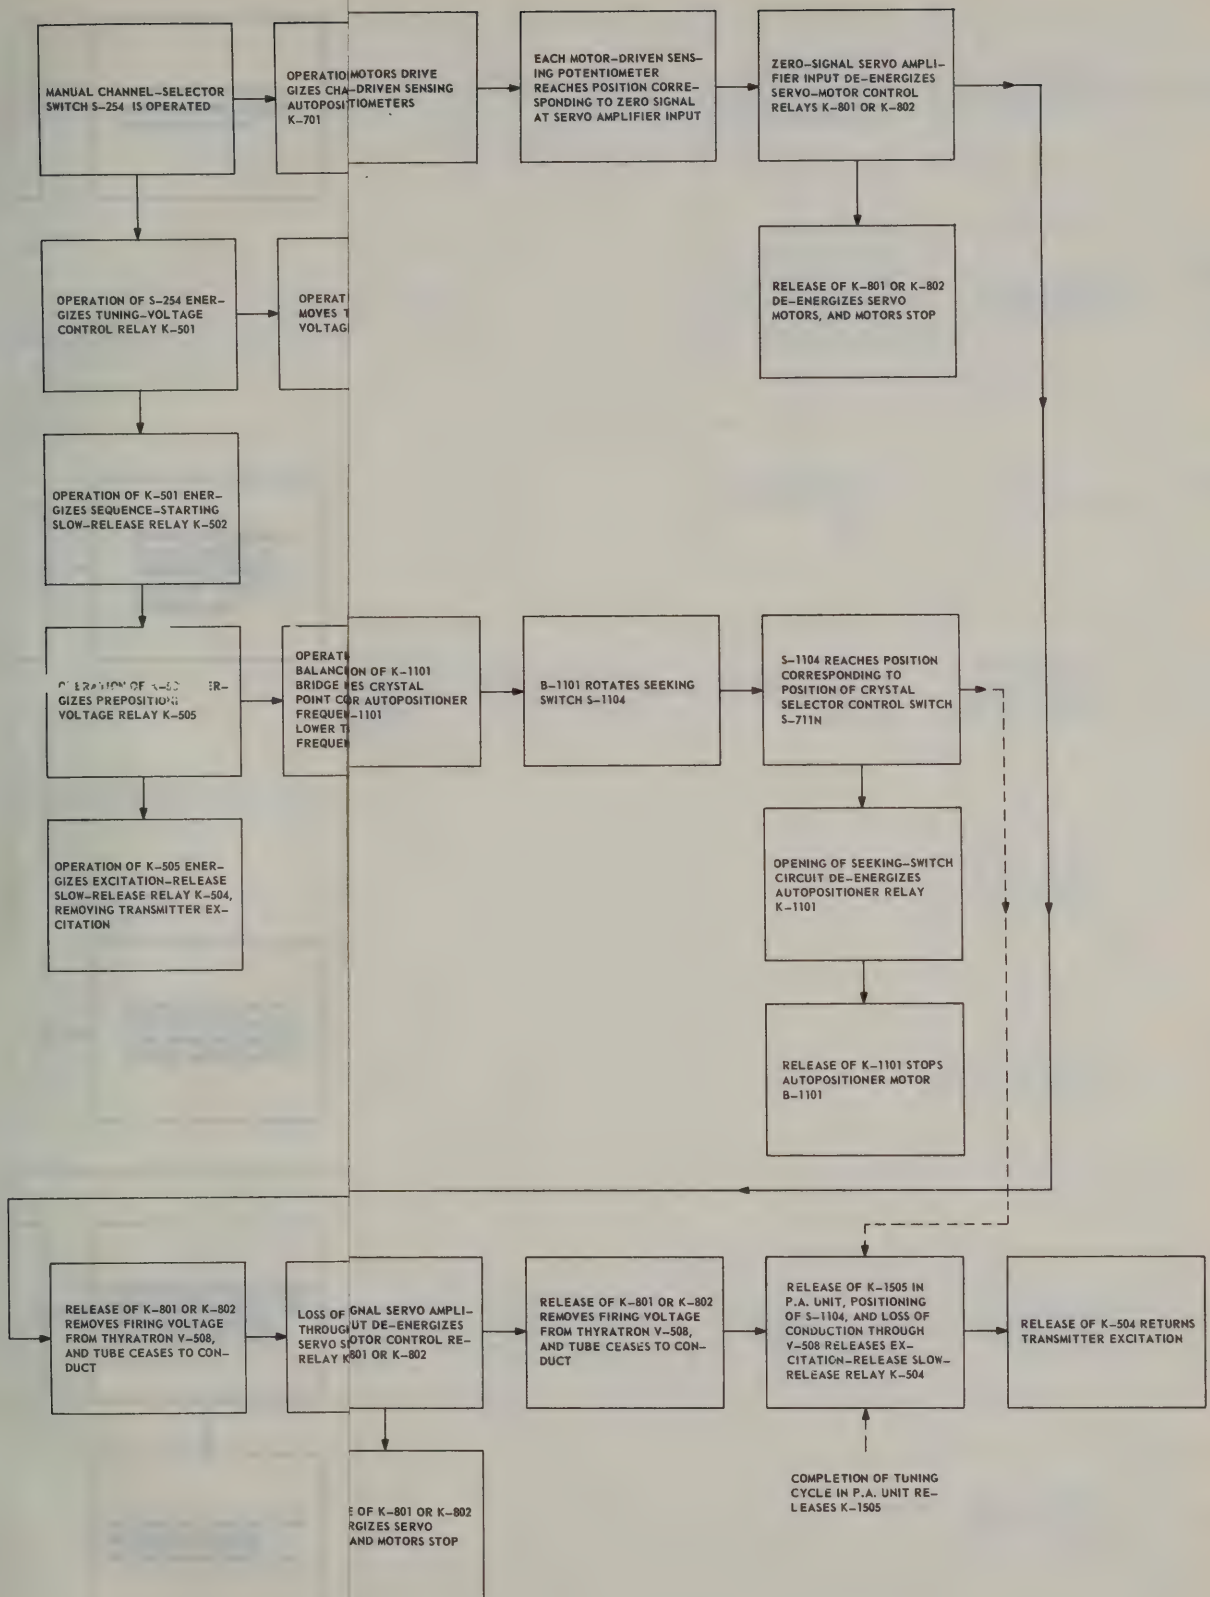 MANUAL CHANNEL-SELECTOR
SWITCH S-254 IS OPERATED
OPERATIO
GIZES CHA
AUTOPOSIT
K-701
MOTORS DRIVE
-DRIVEN SENSING
TIOMETERS
EACH MOTOR-DRIVEN SENS-
ING POTENTIOMETER
REACHES POSITION CORRE-
SPONDING TO ZERO SIGNAL
AT SERVO AMPLIFIER INPUT
ZERO-SIGNAL SERVO AMPLI-
FIER INPUT DE-ENERGIZES
SERVO-MOTOR CONTROL
RELAYS K-801 OR K-802
OPERATION OF S-254 ENER-
GIZES TUNING-VOLTAGE
CONTROL RELAY K-501
OPERAT
MOVES T
VOLTAG
RELEASE OF K-801 OR K-802
DE-ENERGIZES SERVO
MOTORS, AND MOTORS STOP
OPERATION OF K-501 ENER-
GIZES SEQUENCE-STARTING
SLOW-RELEASE RELAY K-502
OPERATION OF ER-
GIZES PREPOSITION
VOLTAGE RELAY K-505
OPERATI
BALANC
BRIDGE
POINT CO
FREQUE
LOWER T
FREQUE
ON OF K-1101
ES CRYSTAL
R AUTOPOSITIONER
-1101
B-1101 ROTATES SEEKING
SWITCH S-1104
S-1104 REACHES POSITION
CORRESPONDING TO
POSITION OF CRYSTAL
SELECTOR CONTROL SWITCH
S-711N
OPERATION OF K-505 ENER-
GIZES EXCITATION-RELEASE
SLOW-RELEASE RELAY K-504,
REMOVING TRANSMITTER EX-
CITATION
OPENING OF SEEKING-SWITCH
CIRCUIT DE-ENERGIZES
AUTOPOSITIONER RELAY
K-1101
RELEASE OF K-1101 STOPS
AUTOPOSITIONER MOTOR
B-1101
RELEASE OF K-801 OR K-802
REMOVES FIRING VOLTAGE
FROM THYRATRON V-508,
AND TUBE CEASES TO CON-
DUCT
LOSS OF
THROUG
SERVO S
RELAY K
GNAL SERVO AMPLI-
UT DE-ENERGIZES
OTOR CONTROL RE-
801 OR K-802
RELEASE OF K-801 OR K-802
REMOVES FIRING VOLTAGE
FROM THYRATRON V-508,
AND TUBE CEASES TO CON-
DUCT
RELEASE OF K-1505 IN
P.A. UNIT, POSITIONING
OF S-1104, AND LOSS OF
CONDUCTION THROUGH
V-508 RELEASES EX-
CITATION-RELEASE SLOW-
RELEASE RELAY K-504
RELEASE OF K-504 RETURNS
TRANSMITTER EXCITATION
E OF K-801 OR K-802
RGIZES SERVO
AND MOTORS STOP
COMPLETION OF TUNING
CYCLE IN P.A. UNIT RE-
LEASES K-1505